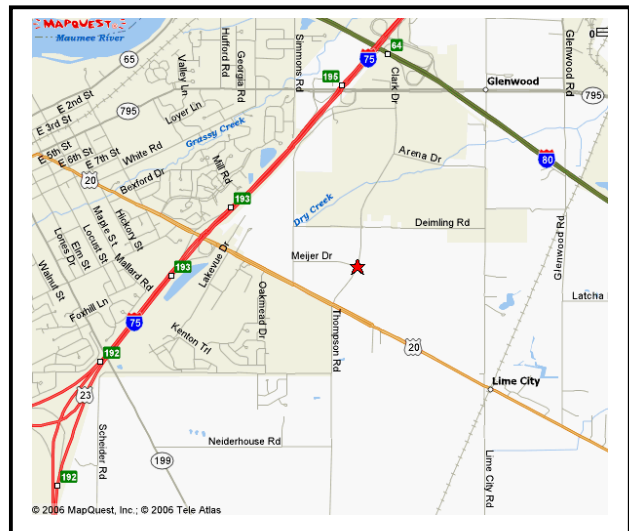 MAPQUEST
Maumee River
65
Valley Ln
Hufford Rd
Georgia Rd
Simmons Rd
75
64
Clark Dr
Glenwood Rd
0
E 2nd St
E 3rd St
795
Loyer Ln
195
Glenwood
795
E 5th St
E 6th St
E 7th St
White Rd
Grassy Creek
20
Bexford Dr
Mill Rd
Arena Dr
80
193
Dry Creek
Deimling Rd
Glenwood Rd
Hickory St
Maple St
Locust St
Elm St
Lones Dr
Walnut St
Mallard Rd
193
Lakevue Dr
Meijer Dr
Latcha
Foxhill Ln
75
Oakmead Dr
Kenton Trl
Thompson Rd
20
192
23
Lime City
Scheider Rd
Neiderhouse Rd
199
192
Lime City Rd
© 2006 MapQuest, Inc.; © 2006 Tele Atlas